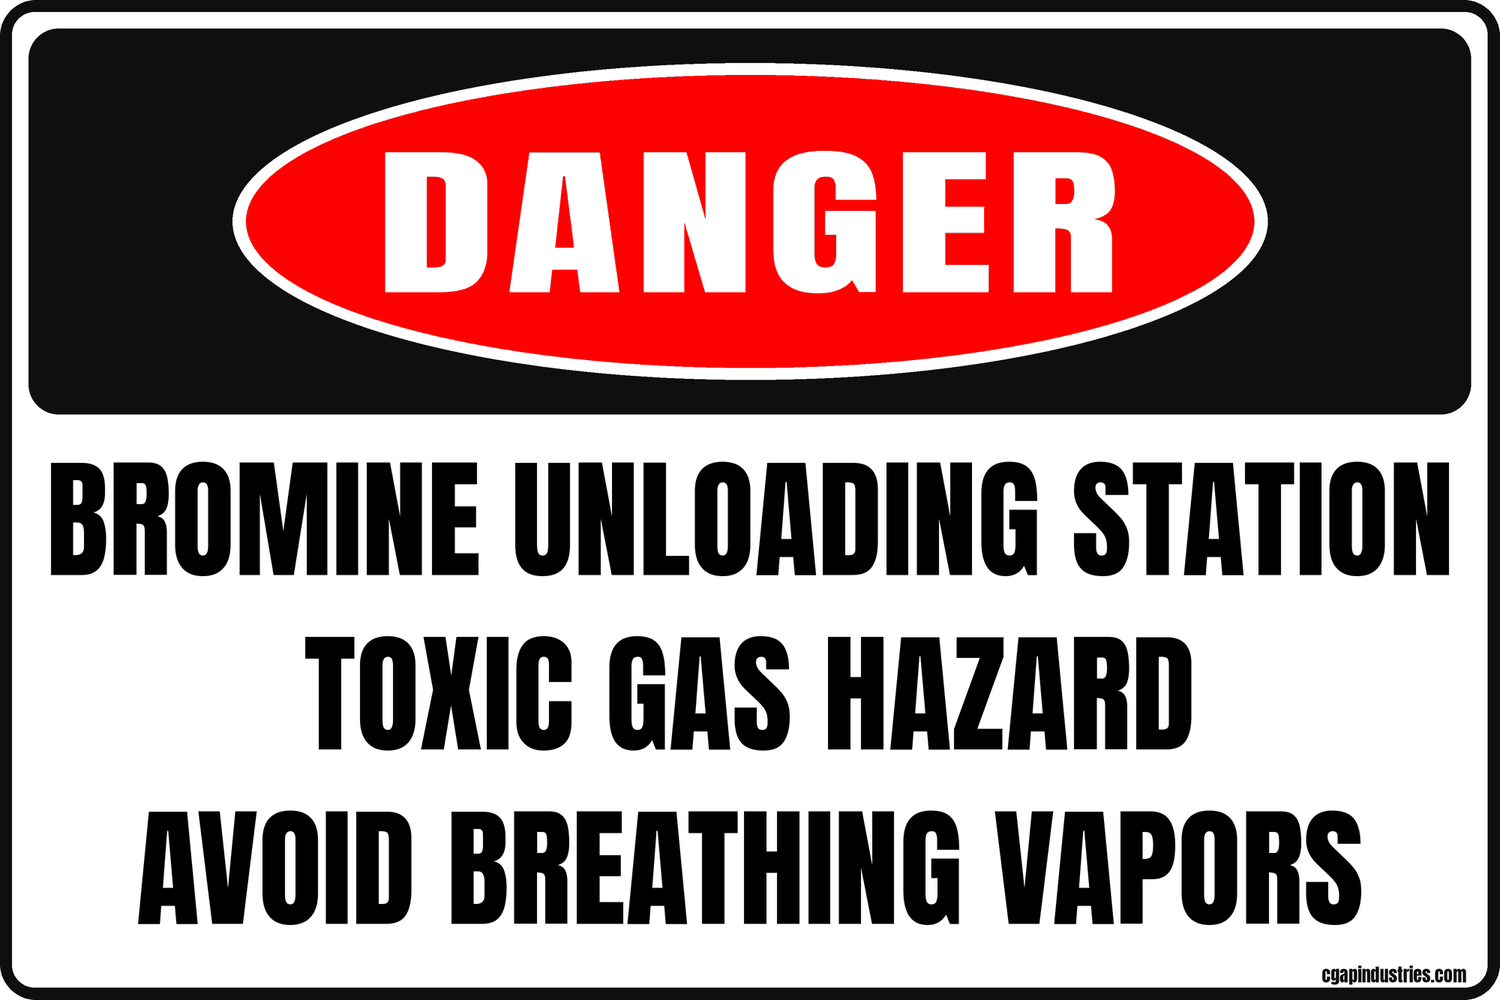 DANGER
BROMINE UNLOADING STATION
TOXIC GAS HAZARD
AVOID BREATHING VAPORS
cgapindustries.com